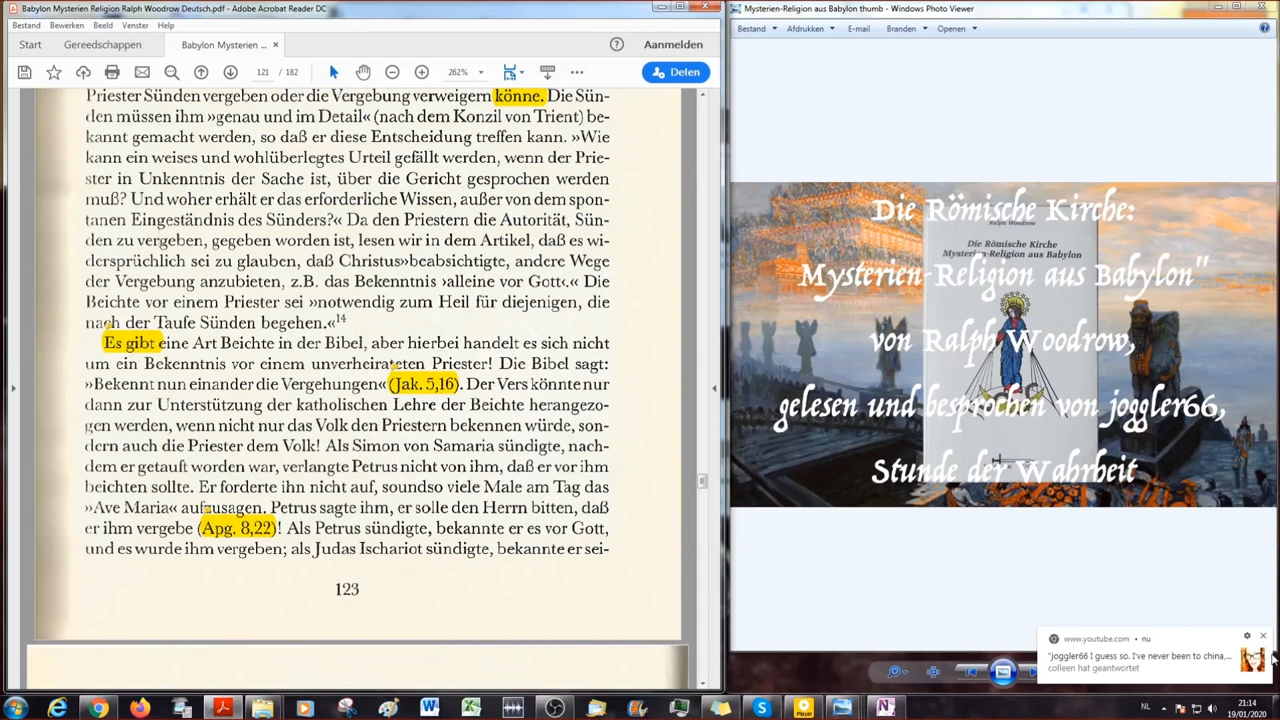 Babylon Mysterien Religion Ralph Woodrow Deutsch.pdf - Adobe Acrobat Reader DC
Bestand Bewerken Beeld Venster Help
Start Gereedschappen Babylon Mysterien ... × Aanmelden
121 / 182 262% Delen
Priester Sünden vergeben oder die Vergebung verweigern könne. Die Sün-
den müssen ihm »genau und im Detail« (nach dem Konzil von Trient) be-
kannt gemacht werden, so daß er diese Entscheidung treffen kann. »Wie
kann ein weises und wohlüberlegtes Urteil gefällt werden, wenn der Prie-
ster in Unkenntnis der Sache ist, über die Gericht gesprochen werden
muß? Und woher erhält er das erforderliche Wissen, außer von dem spon-
tanen Eingeständnis des Sünders?« Da den Priestern die Autorität, Sün-
den zu vergeben, gegeben worden ist, lesen wir in dem Artikel, daß es wi-
dersprüchlich sei zu glauben, daß Christus»beabsichtigte, andere Wege
der Vergebung anzubieten, z.B. das Bekenntnis ›alleine vor Gott‹.« Die
Beichte vor einem Priester sei »notwendig zum Heil für diejenigen, die
nach der Taufe Sünden begehen.«14
Es gibt eine Art Beichte in der Bibel, aber hierbei handelt es sich nicht
um ein Bekenntnis vor einem unverheirateten Priester! Die Bibel sagt:
»Bekennt nun einander die Vergehungen« (Jak. 5,16). Der Vers könnte nur
dann zur Unterstützung der katholischen Lehre der Beichte herangezo-
gen werden, wenn nicht nur das Volk den Priestern bekennen würde, son-
dern auch die Priester dem Volk! Als Simon von Samaria sündigte, nach-
dem er getauft worden war, verlangte Petrus nicht von ihm, daß er vor ihm
beichten sollte. Er forderte ihn nicht auf, soundso viele Male am Tag das
»Ave Maria« aufzusagen. Petrus sagte ihm, er solle den Herrn bitten, daß
er ihm vergebe (Apg. 8,22)! Als Petrus sündigte, bekannte er es vor Gott,
und es wurde ihm vergeben; als Judas Ischariot sündigte, bekannte er sei-
123
Mysterien-Religion aus Babylon thumb - Windows Photo Viewer
Bestand Afdrukken E-mail Branden Openen
Die Römische Kirche:
Ralph Woodrow
Die Römische Kirche
Mysterien-Religion aus Babylon
Mysterien-Religion aus Babylon"
von Ralph Woodrow,
gelesen und besprochen von joggler66,
Stunde der Wahrheit
www.youtube.com • nu
"joggler66 I guess so. I've never been to china,...
colleen hat geantwortet
NL 21:14
19/01/2020